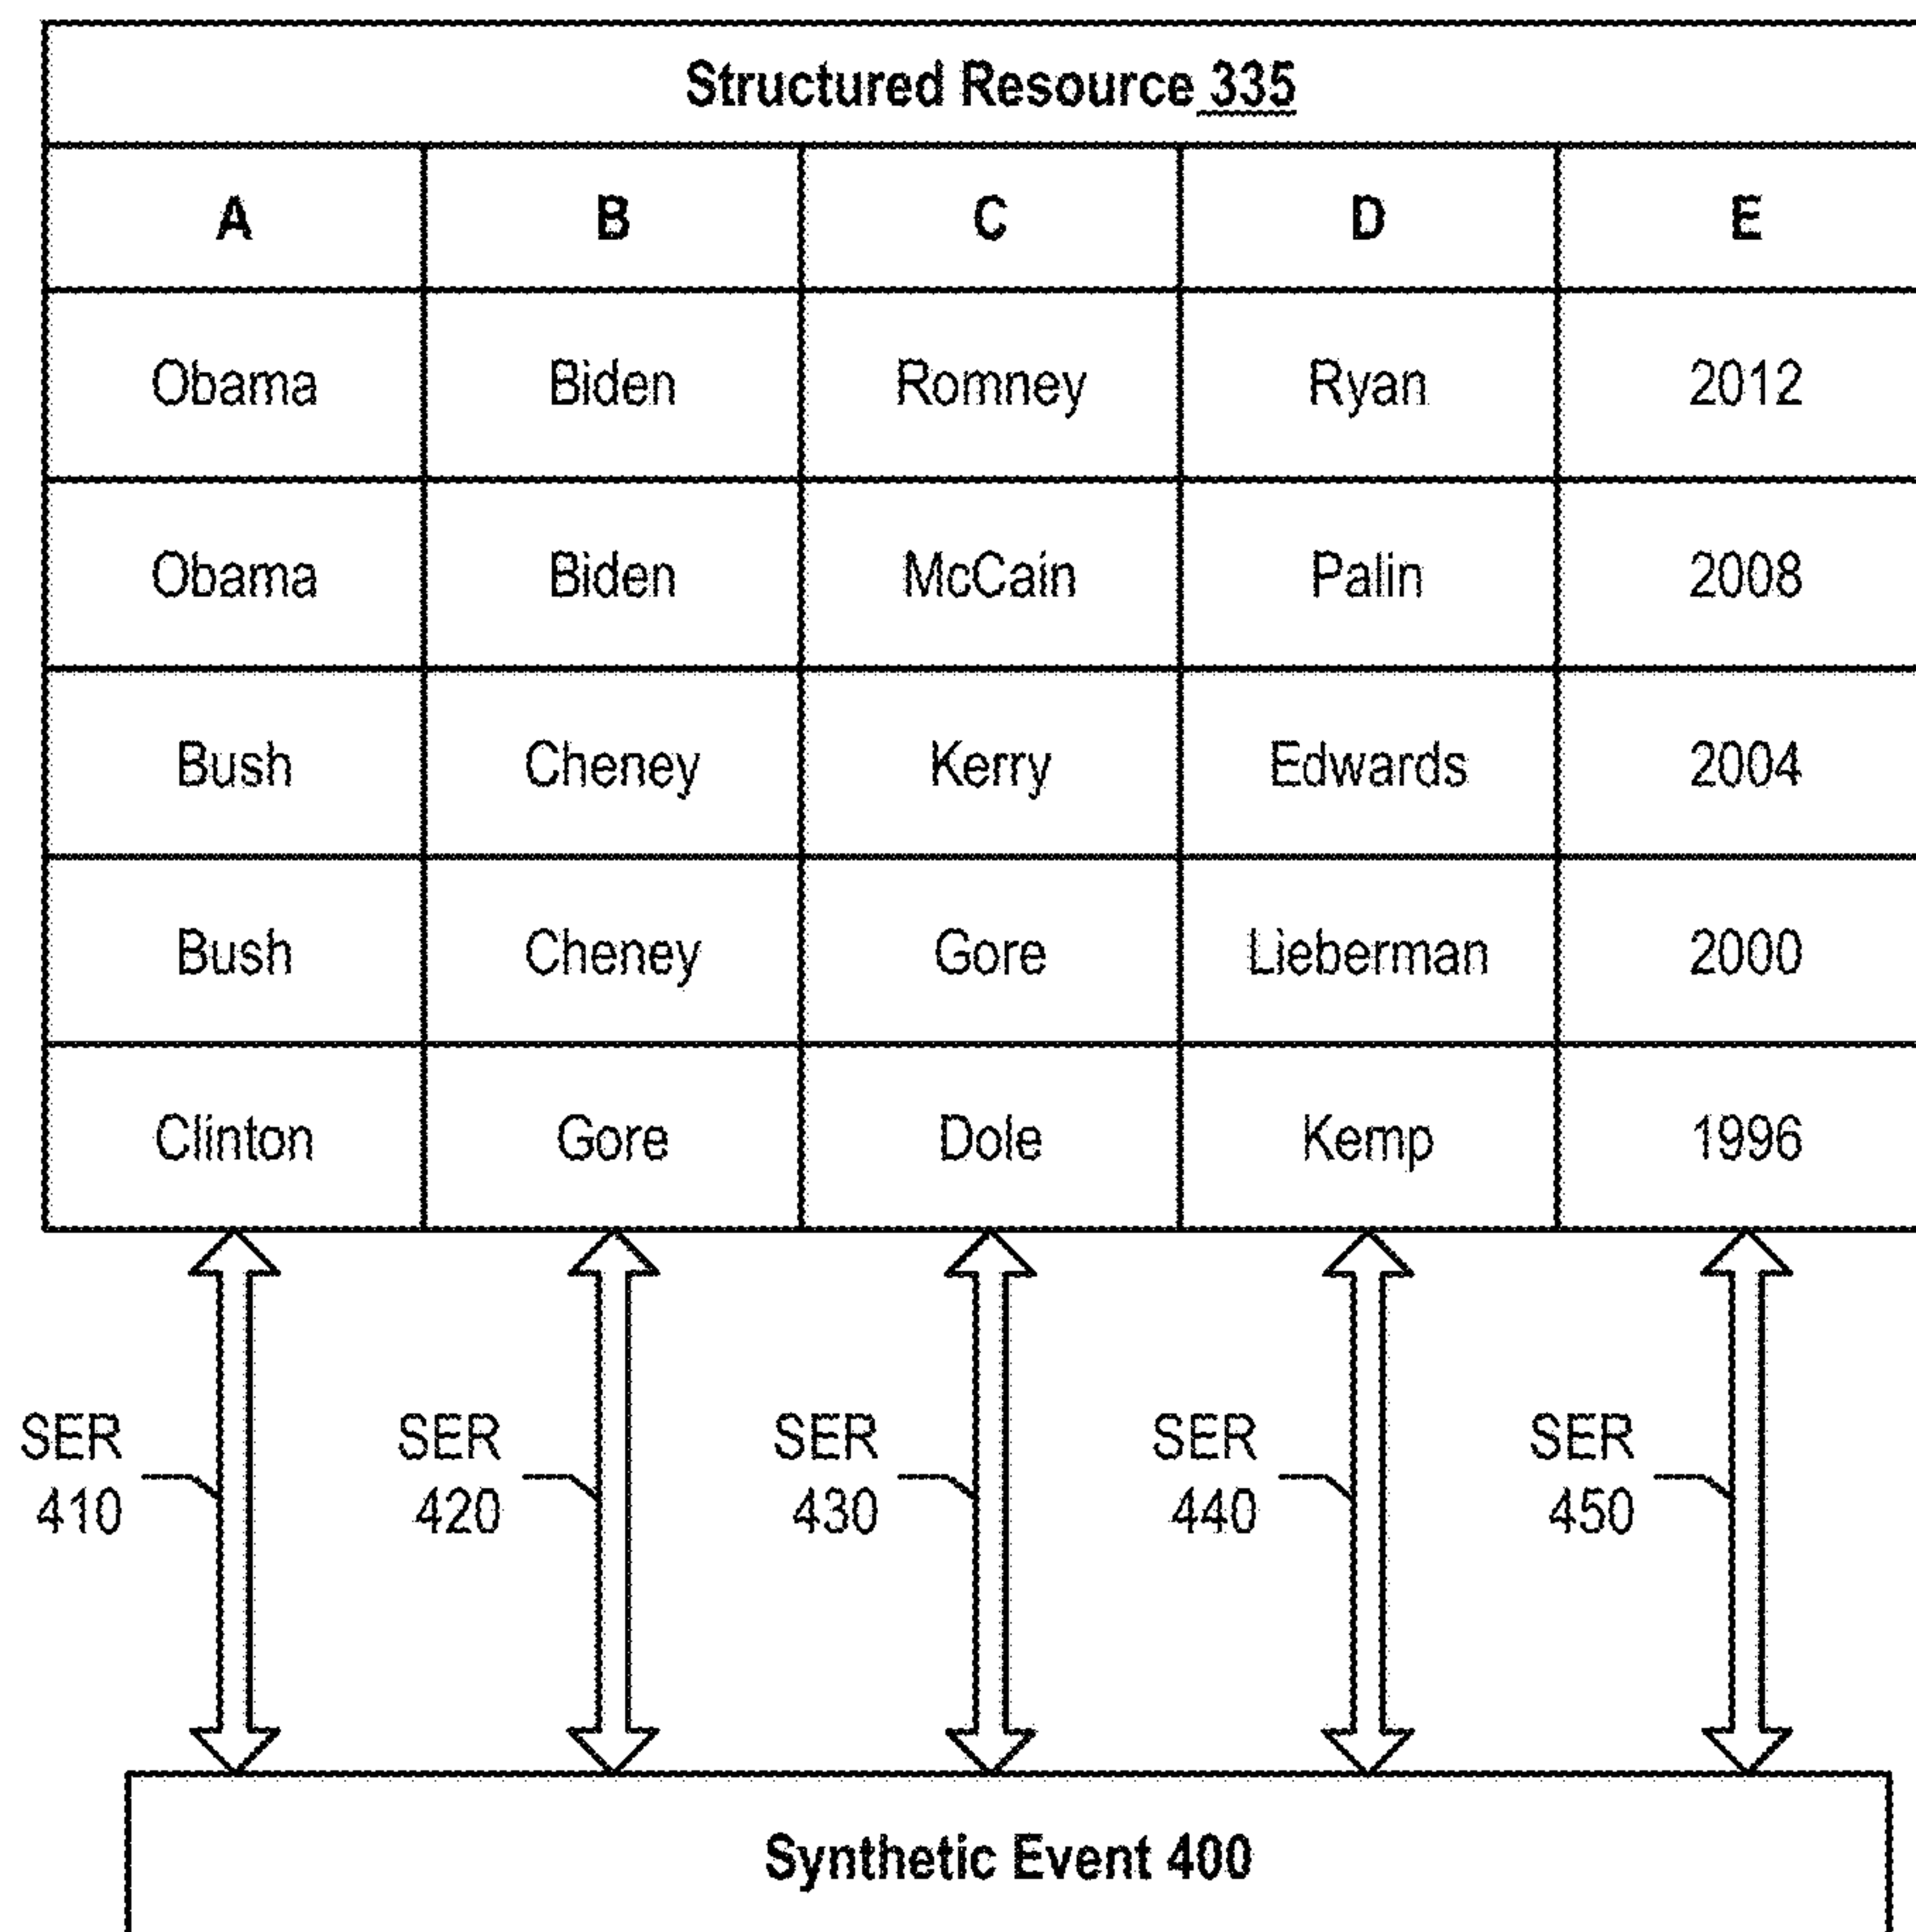 Structured Resource 335
A B C D E
Obama Biden Romney Ryan 2012
Obama Biden McCain Palin 2008
Bush Cheney Kerry Edwards 2004
Bush Cheney Gore Lieberman 2000
Clinton Gore Dole Kemp 1996
SER 410
SER 420
SER 430
SER 440
SER 450
Synthetic Event 400